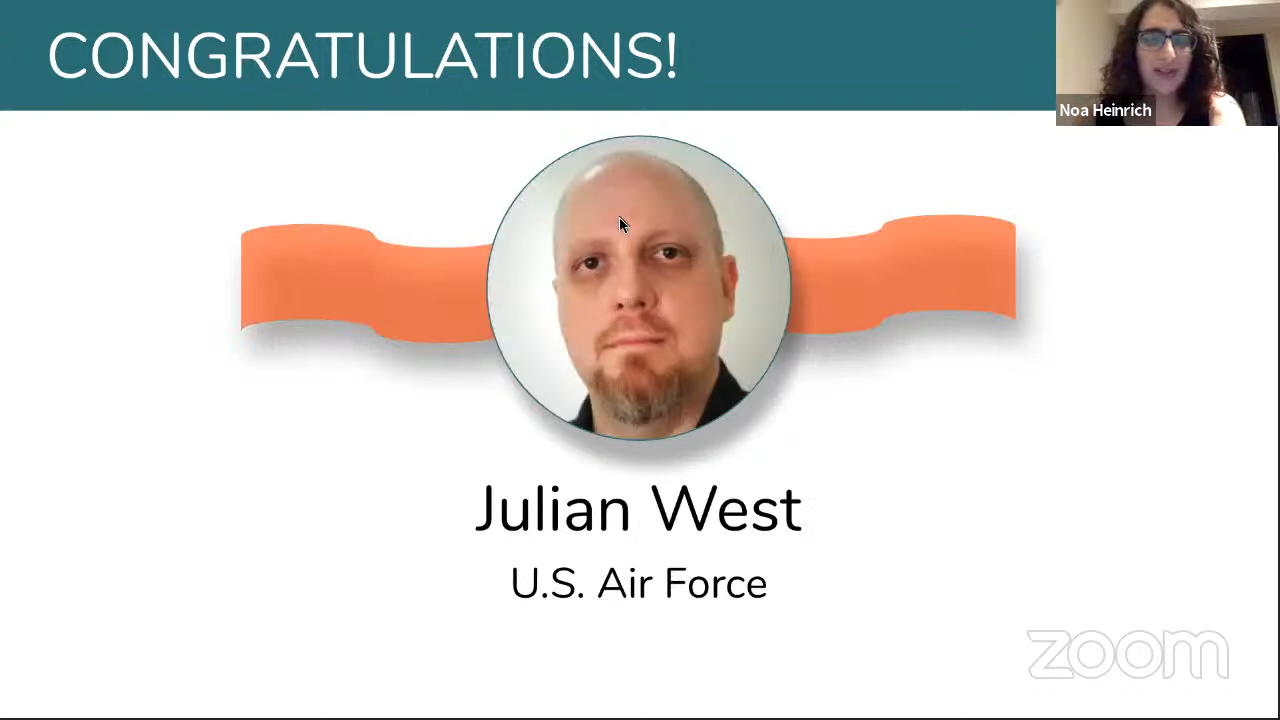 CONGRATULATIONS!
Noa Heinrich
Julian West
U.S. Air Force
zoom